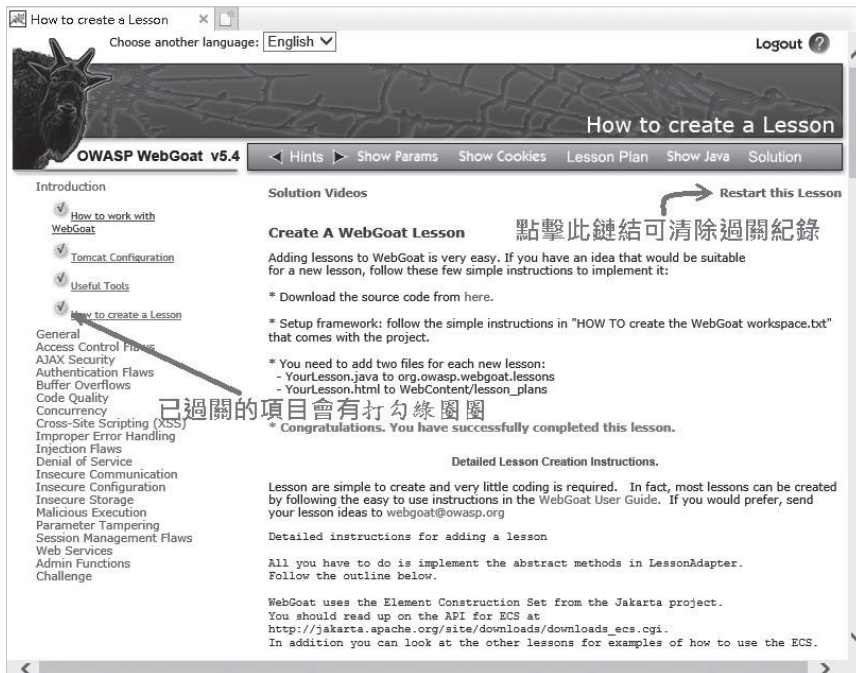 How to create a Lesson
Choose another language: English
Logout ?
How to create a Lesson
OWASP WebGoat v5.4
Hints Show Params Show Cookies Lesson Plan Show Java Solution
Introduction
How to work with
WebGoat
Tomcat Configuration
Useful Tools
How to create a Lesson
General
Access Control Flaws
AJAX Security
Authentication Flaws
Buffer Overflows
Code Quality
Concurrency
Cross-Site Scripting (XSS)
Improper Error Handling
Injection Flaws
Denial of Service
Insecure Communication
Insecure Configuration
Insecure Storage
Malicious Execution
Parameter Tampering
Session Management Flaws
Web Services
Admin Functions
Challenge
已過關的項目會有打勾綠圈圈
Solution Videos
Restart this Lesson
點擊此鏈結可清除過關紀錄
Create A WebGoat Lesson
Adding lessons to WebGoat is very easy. If you have an idea that would be suitable
for a new lesson, follow these few simple instructions to implement it:
* Download the source code from here.
* Setup framework: follow the simple instructions in "HOW TO create the WebGoat workspace.txt"
that comes with the project.
* You need to add two files for each new lesson:
- YourLesson.java to org.owasp.webgoat.lessons
- YourLesson.html to WebContent/lesson_plans
* Congratulations. You have successfully completed this lesson.
Detailed Lesson Creation Instructions.
Lesson are simple to create and very little coding is required. In fact, most lessons can be created
by following the easy to use instructions in the WebGoat User Guide. If you would prefer, send
your lesson ideas to webgoat@owasp.org
Detailed instructions for adding a lesson
All you have to do is implement the abstract methods in LessonAdapter.
Follow the outline below.
WebGoat uses the Element Construction Set from the Jakarta project.
You should read up on the API for ECS at
http://jakarta.apache.org/site/downloads/downloads_ecs.cgi.
In addition you can look at the other lessons for examples of how to use the ECS.